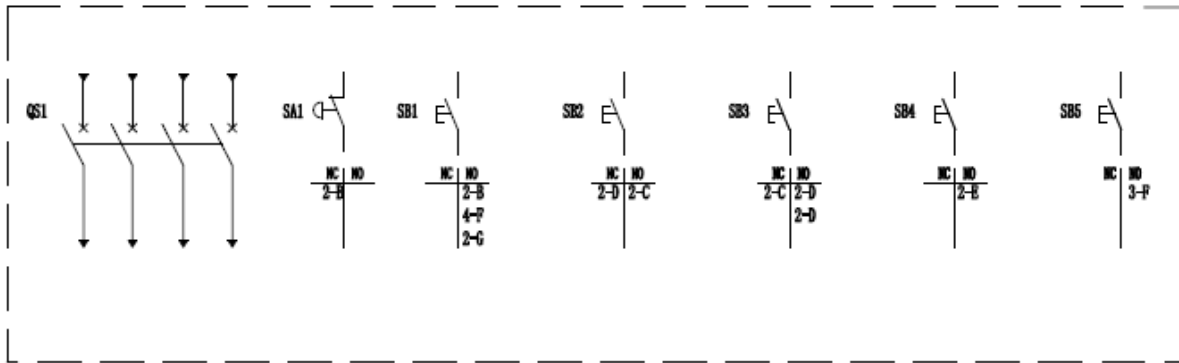 QS1 SA1 SB1 SB2 SB3 SB4 SB5
NC NO NC NO NC NO NC NO NC NO NC NO
2-B 2-B 2-D 2-C 2-C 2-D 2-E 3-F
4-F 2-D
2-G